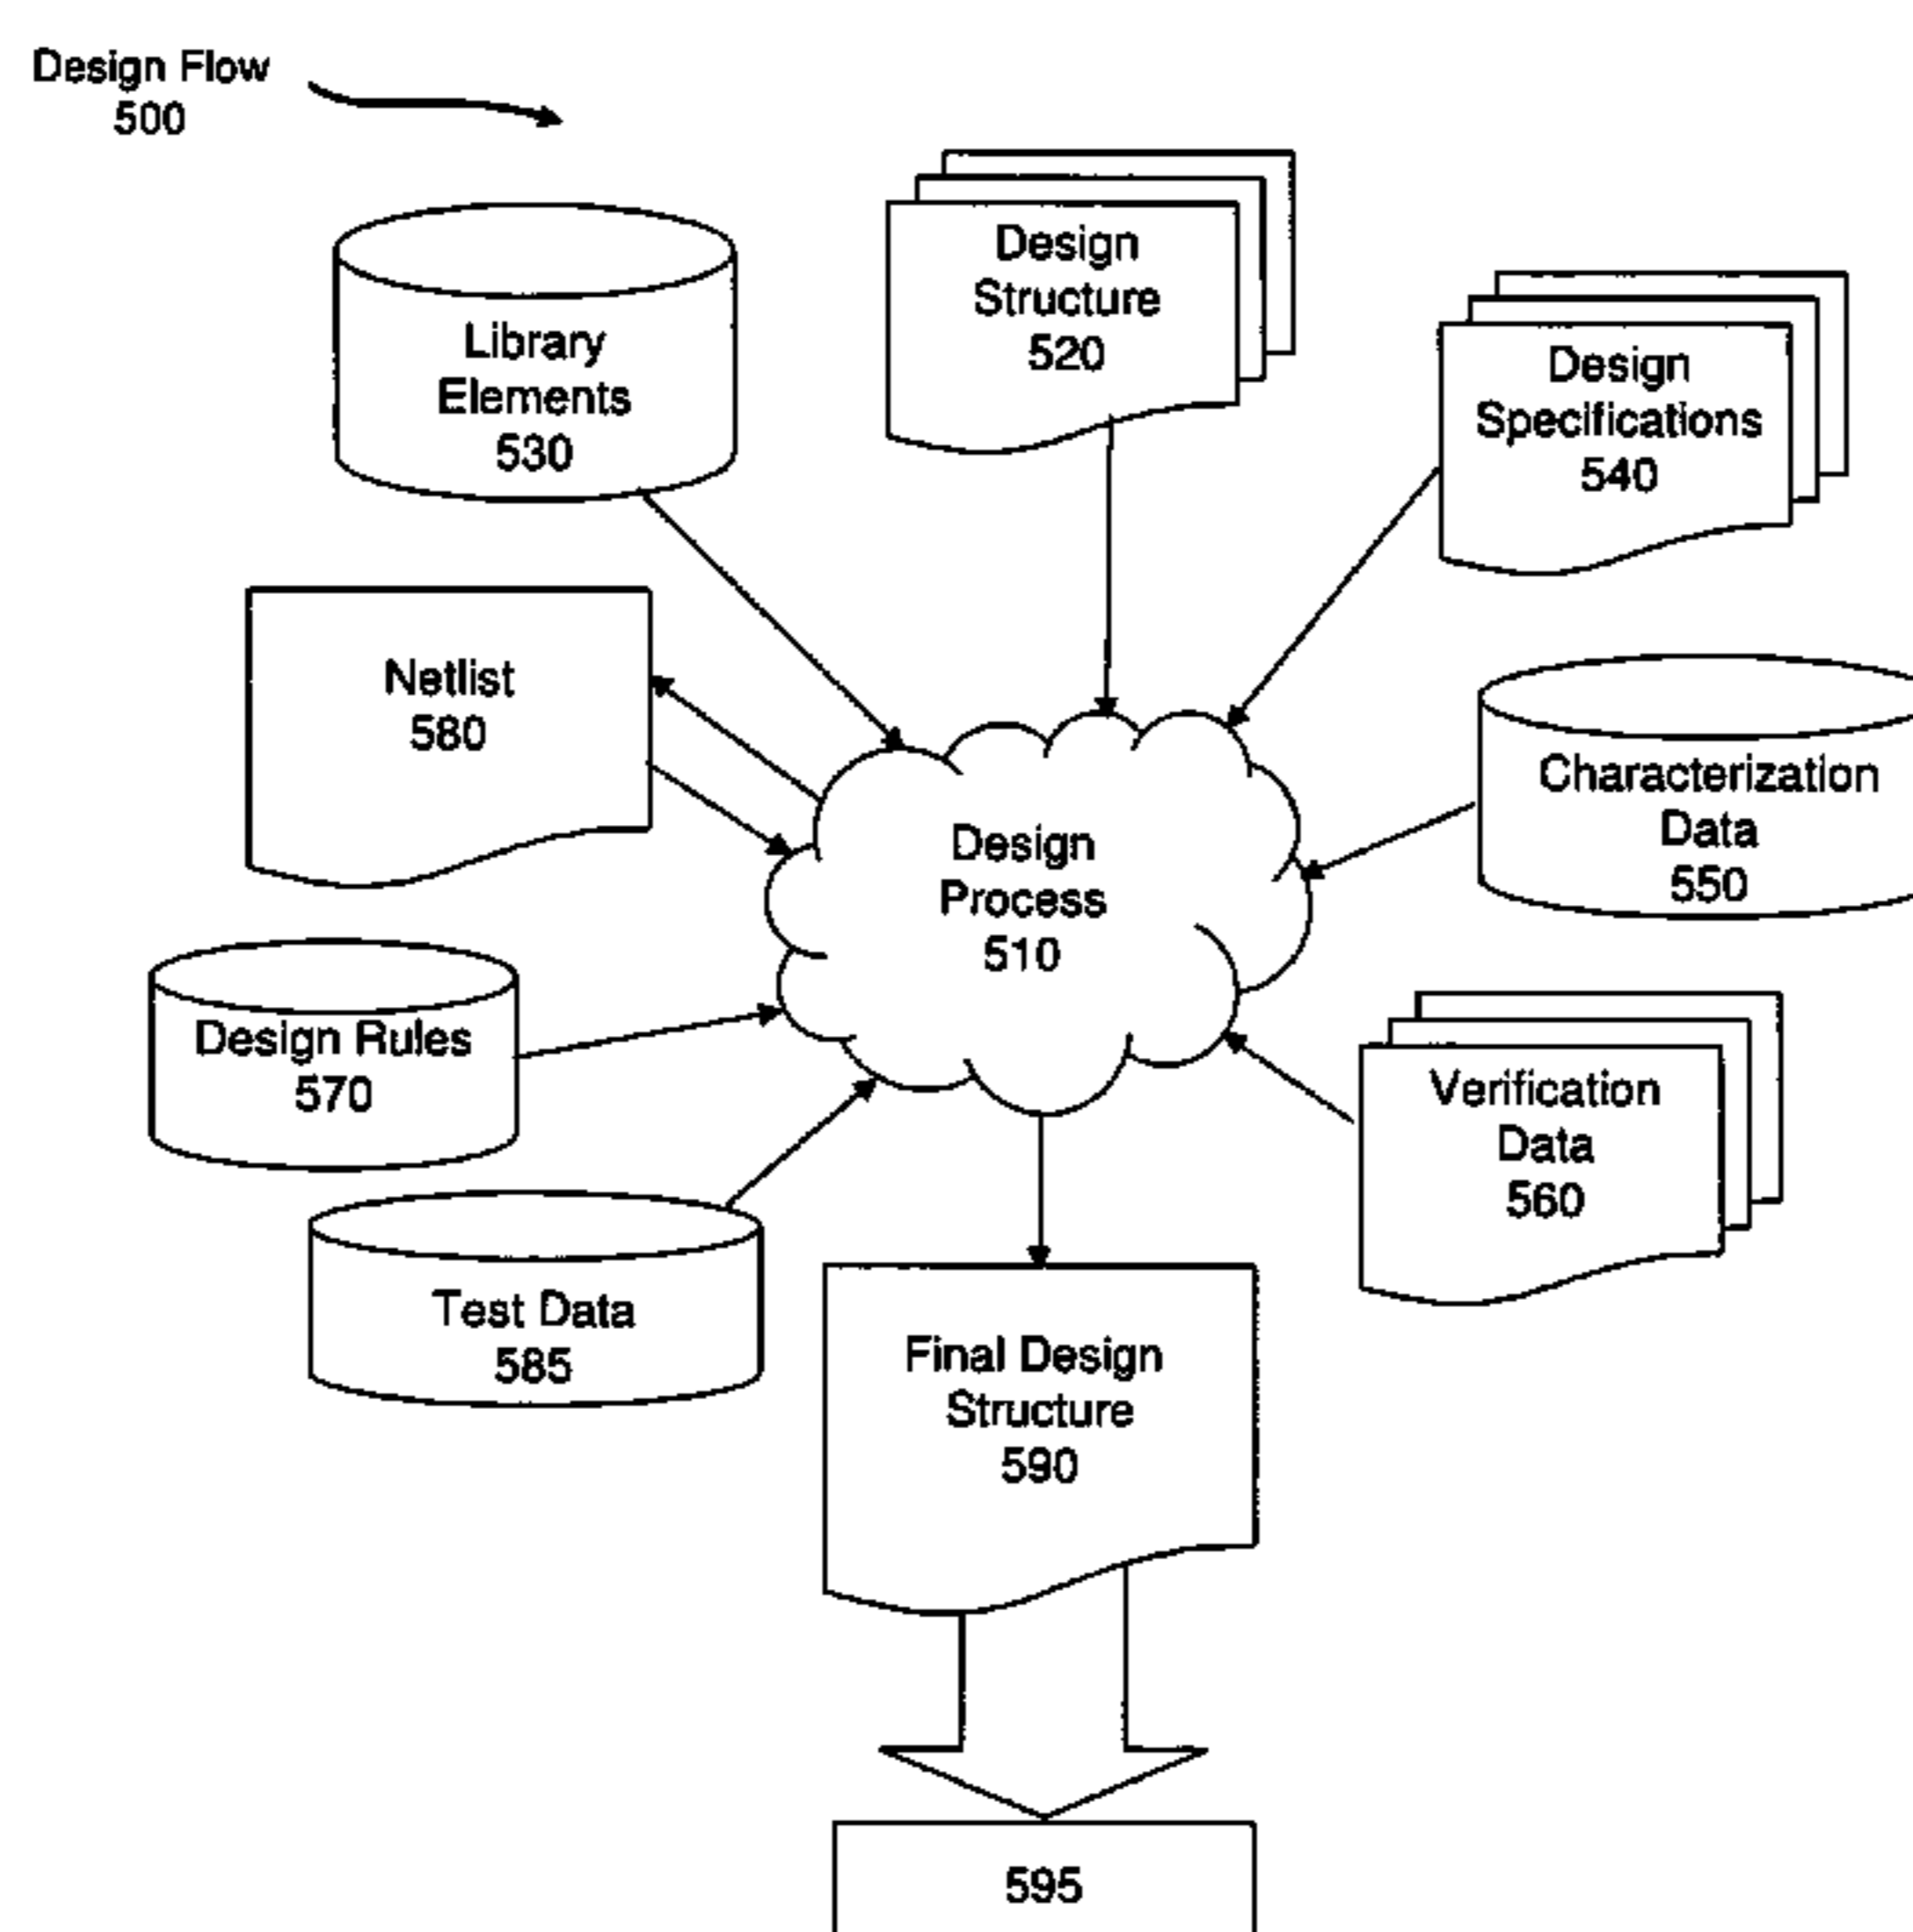 Design Flow
500
Design
Structure
520
Library
Elements
530
Design
Specifications
540
Netlist
580
Characterization
Data
550
Design
Process
510
Design Rules
570
Verification
Data
560
Test Data
585
Final Design
Structure
590
595